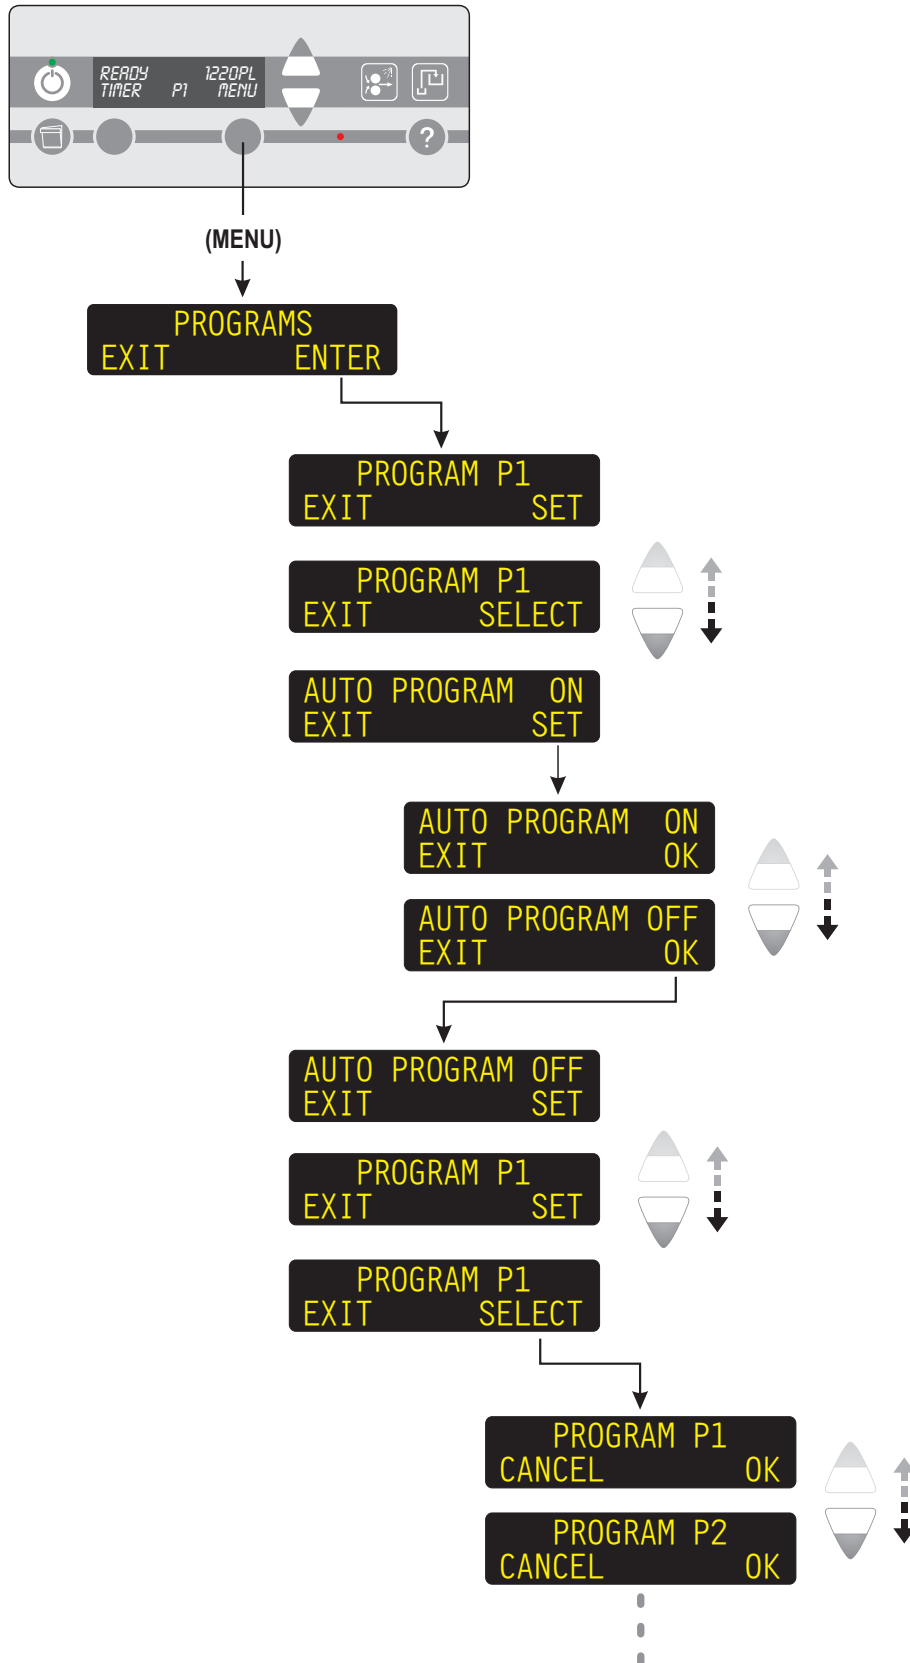 READY 1220PL
TIMER P1 MENU
?
(MENU)
PROGRAMS
EXIT ENTER
PROGRAM P1
EXIT SET
PROGRAM P1
EXIT SELECT
AUTO PROGRAM ON
EXIT SET
AUTO PROGRAM ON
EXIT OK
AUTO PROGRAM OFF
EXIT OK
AUTO PROGRAM OFF
EXIT SET
PROGRAM P1
EXIT SET
PROGRAM P1
EXIT SELECT
PROGRAM P1
CANCEL OK
PROGRAM P2
CANCEL OK